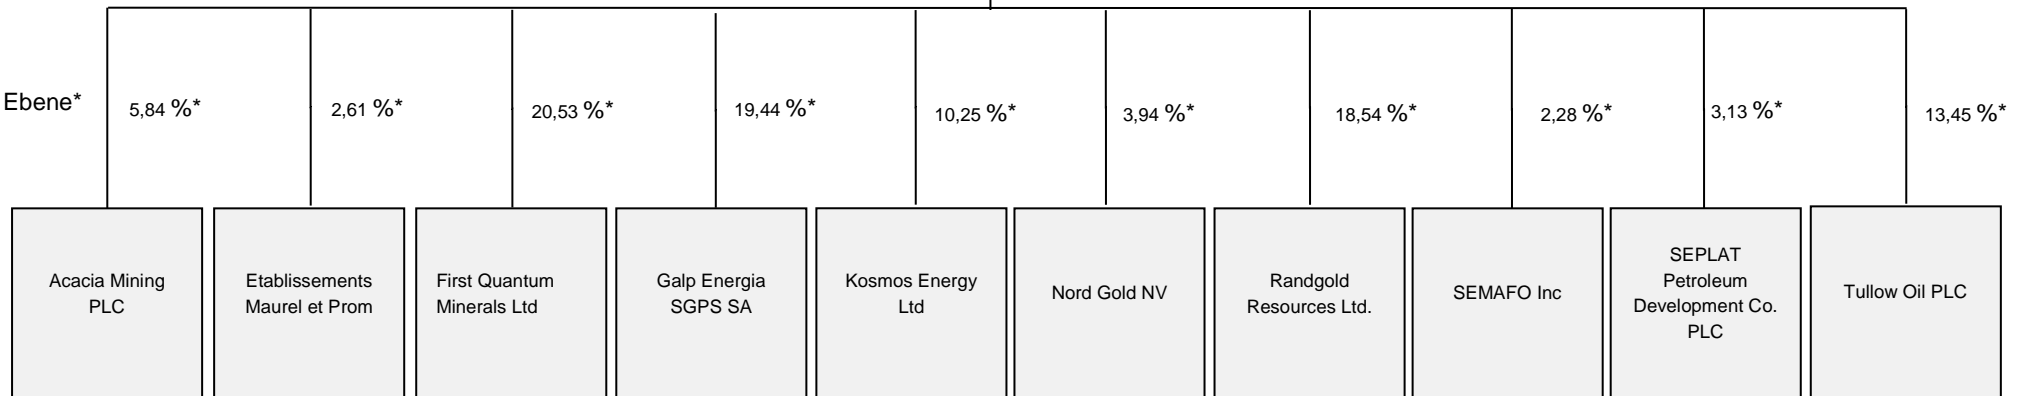 Ebene*
5,84 %*
2,61 %*
20,53 %*
19,44 %*
10,25 %*
3,94 %*
18,54 %*
2,28 %*
3,13 %*
13,45 %*
Acacia Mining
PLC
Etablissements
Maurel et Prom
First Quantum
Minerals Ltd
Galp Energia
SGPS SA
Kosmos Energy
Ltd
Nord Gold NV
Randgold
Resources Ltd.
SEMAFO Inc
SEPLAT
Petroleum
Development Co.
PLC
Tullow Oil PLC